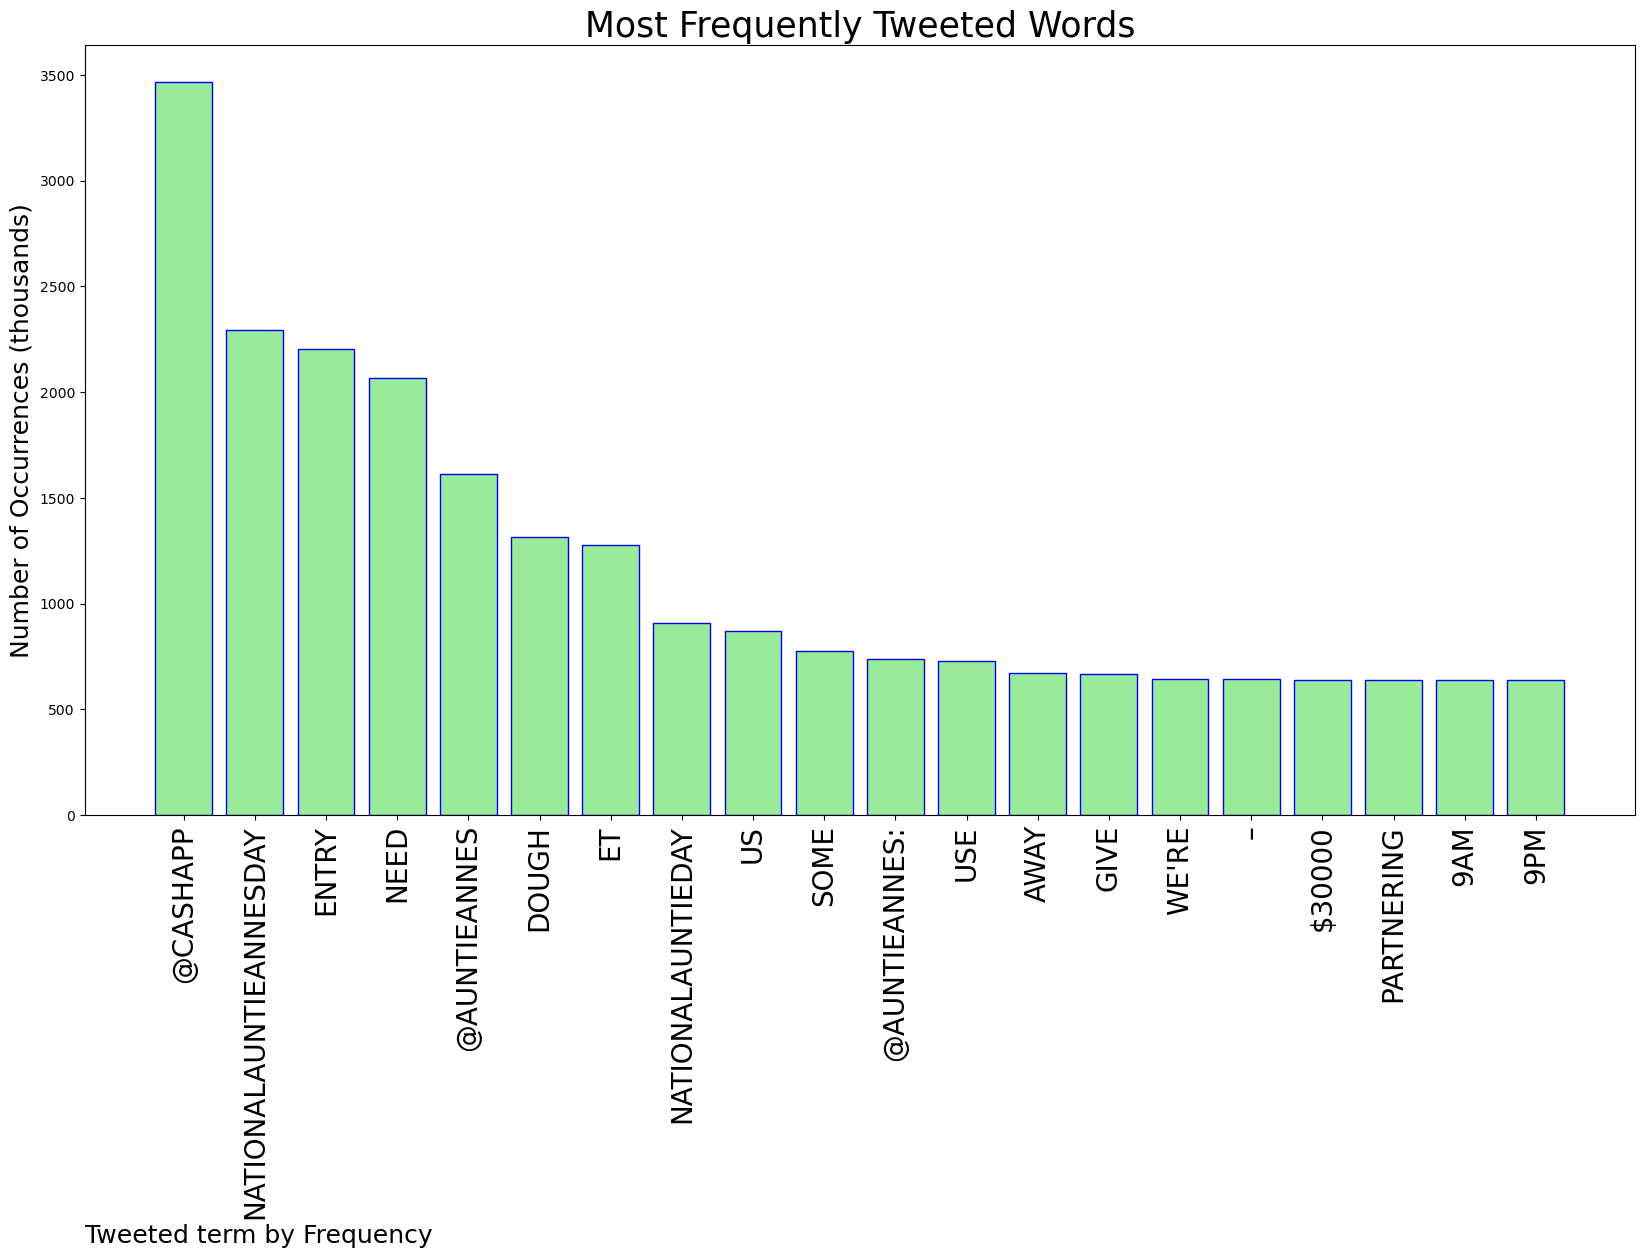 Most Frequently Tweeted Words
Number of Occurrences (thousands)
3500
3000
2500
2000
1500
1000
500
0
@CASHAPP
NATIONALAUNTIEANNESDAY
ENTRY
NEED
@AUNTIEANNES
DOUGH
ET
NATIONALAUNTIEDAY
US
SOME
@AUNTIEANNES:
USE
AWAY
GIVE
WE'RE
–
$30000
PARTNERING
9AM
9PM
Tweeted term by Frequency